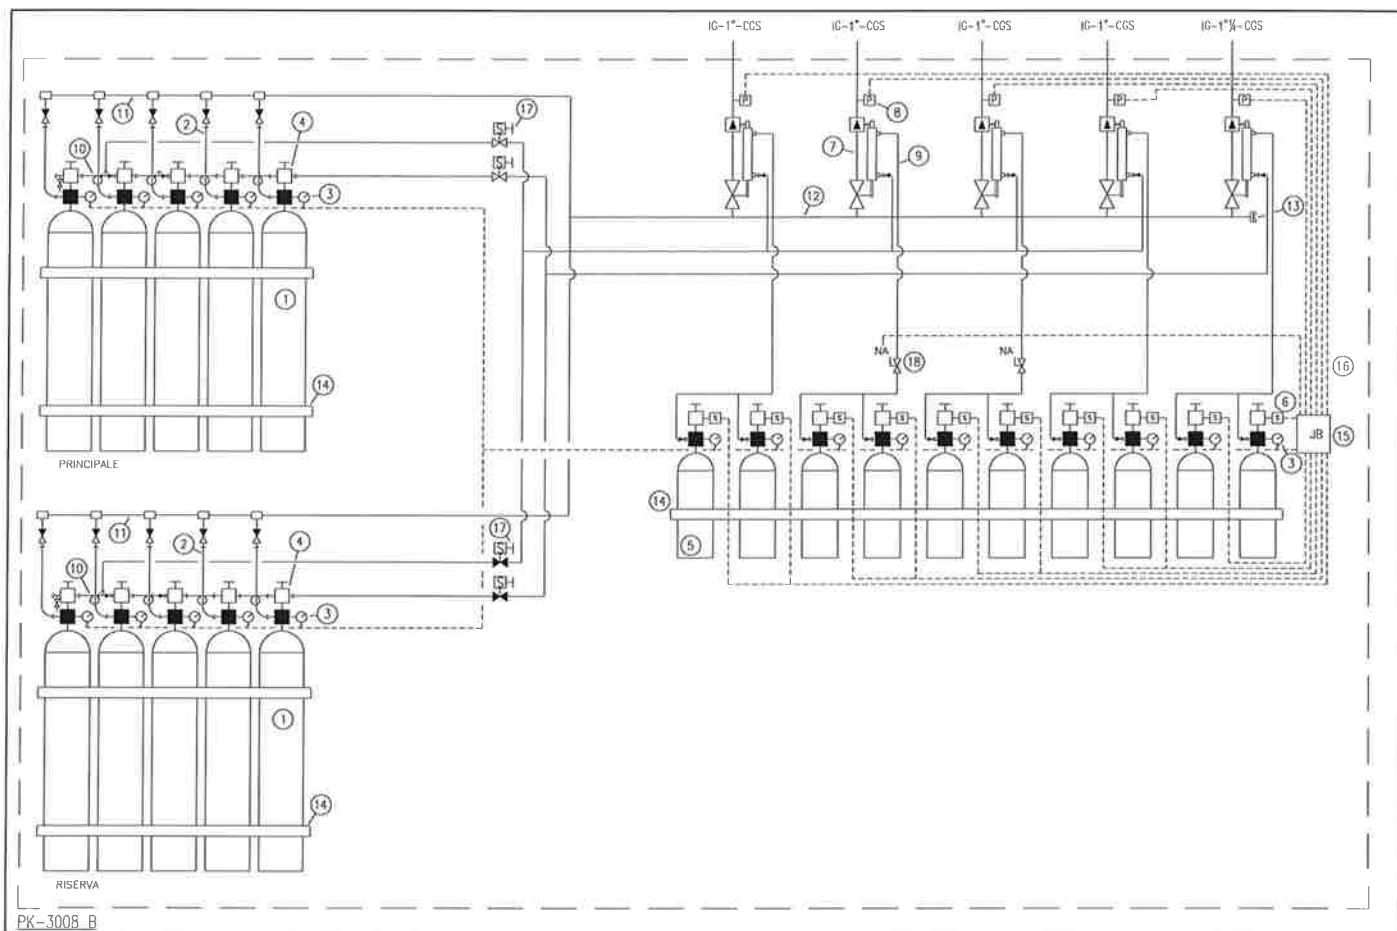 IG-1"-CGS IG-1"-CGS IG-1"-CGS IG-1"-CGS IG-1"¼-CGS
P P P P P
11 2 4 17 S
10 7 8 9
S
3
12 13
1
NA 18 NA 16
14
6
S S S S S S S S S S JB 15
3
PRINCIPALE
14
5
11 2 4 17 S
10
S
3
1
14
RISERVA
PK-3008 B